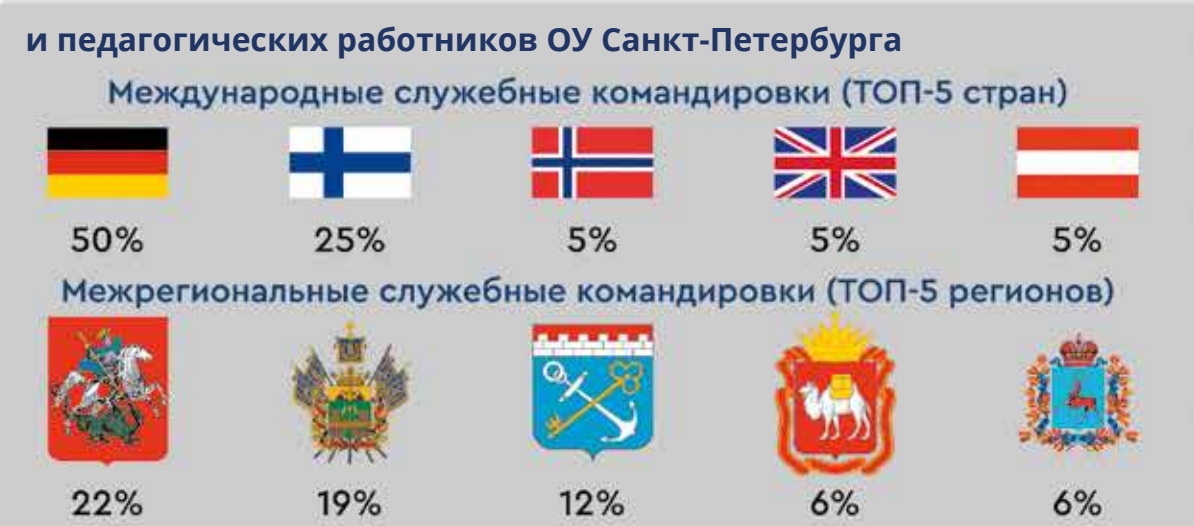 и педагогических работников ОУ Санкт-Петербурга
Международные служебные командировки (ТОП-5 стран)
50% 25% 5% 5% 5%
Межрегиональные служебные командировки (ТОП-5 регионов)
22% 19% 12% 6% 6%